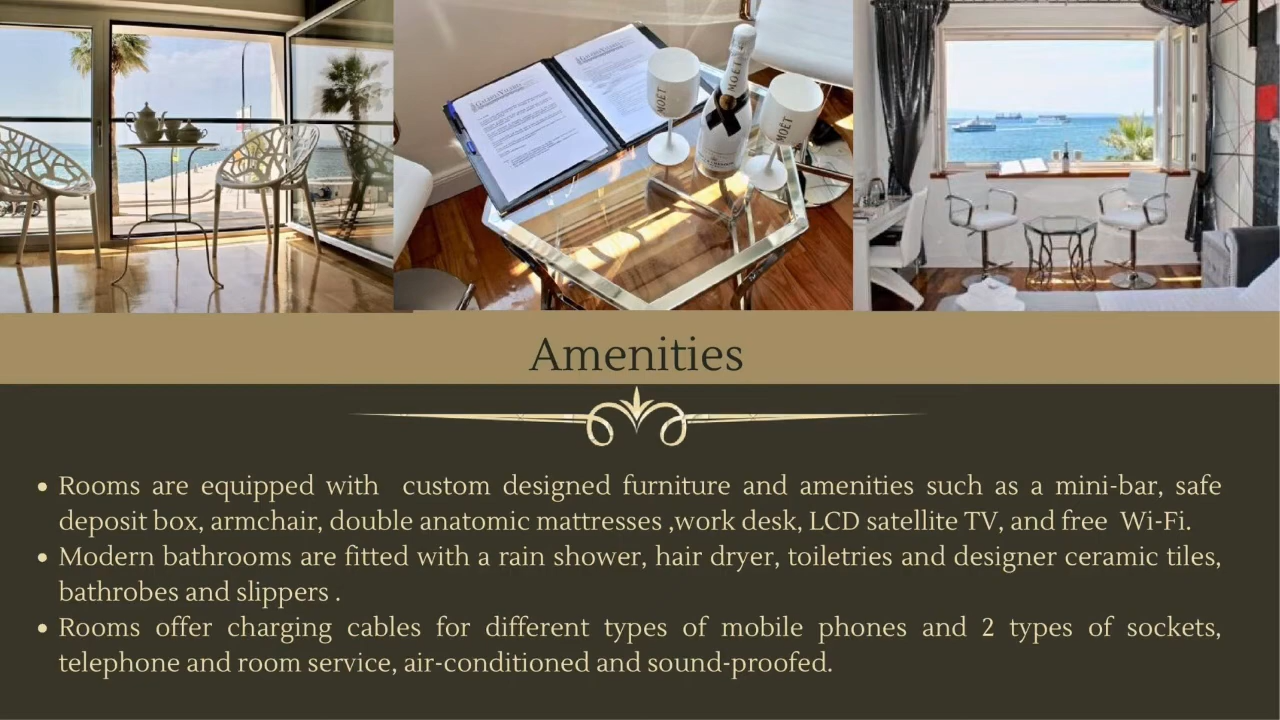 MOËT
MOËT
MOËT
Amenities
• Rooms are equipped with custom designed furniture and amenities such as a mini-bar, safe
deposit box, armchair, double anatomic mattresses ,work desk, LCD satellite TV, and free Wi-Fi.
• Modern bathrooms are fitted with a rain shower, hair dryer, toiletries and designer ceramic tiles,
bathrobes and slippers .
• Rooms offer charging cables for different types of mobile phones and 2 types of sockets,
telephone and room service, air-conditioned and sound-proofed.